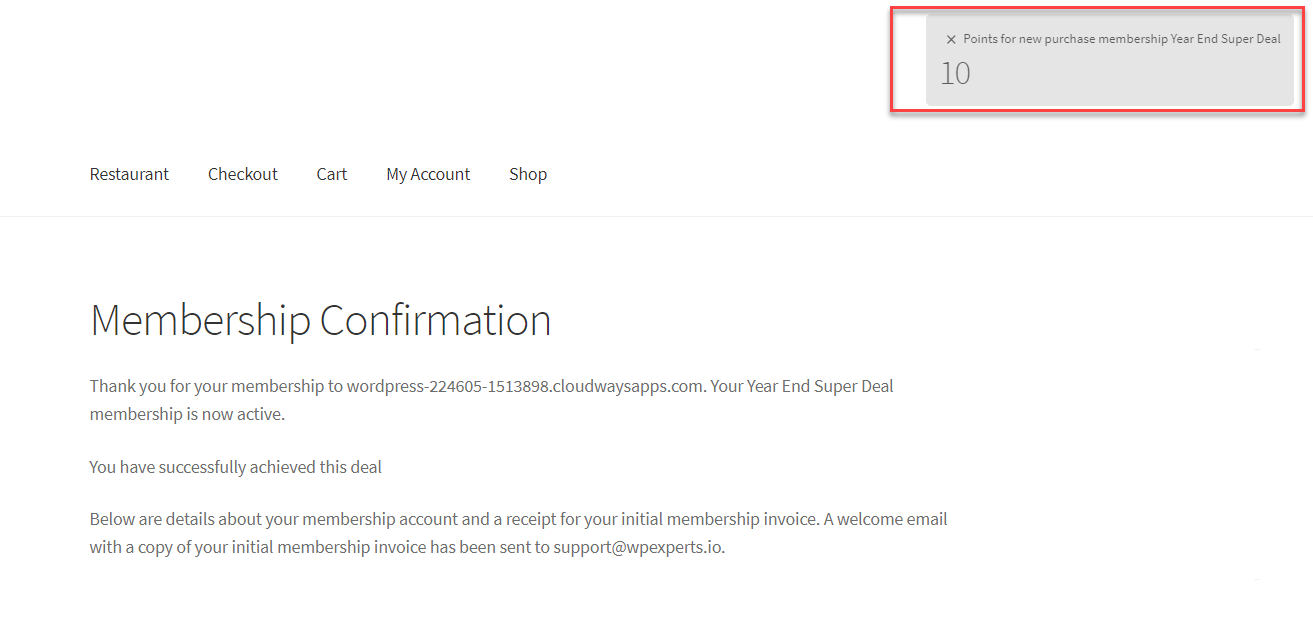 × Points for new purchase membership Year End Super Deal
10
Restaurant Checkout Cart My Account Shop
Membership Confirmation
Thank you for your membership to wordpress-224605-1513898.cloudwaysapps.com. Your Year End Super Deal
membership is now active.
You have successfully achieved this deal
Below are details about your membership account and a receipt for your initial membership invoice. A welcome email
with a copy of your initial membership invoice has been sent to support@wpexperts.io.